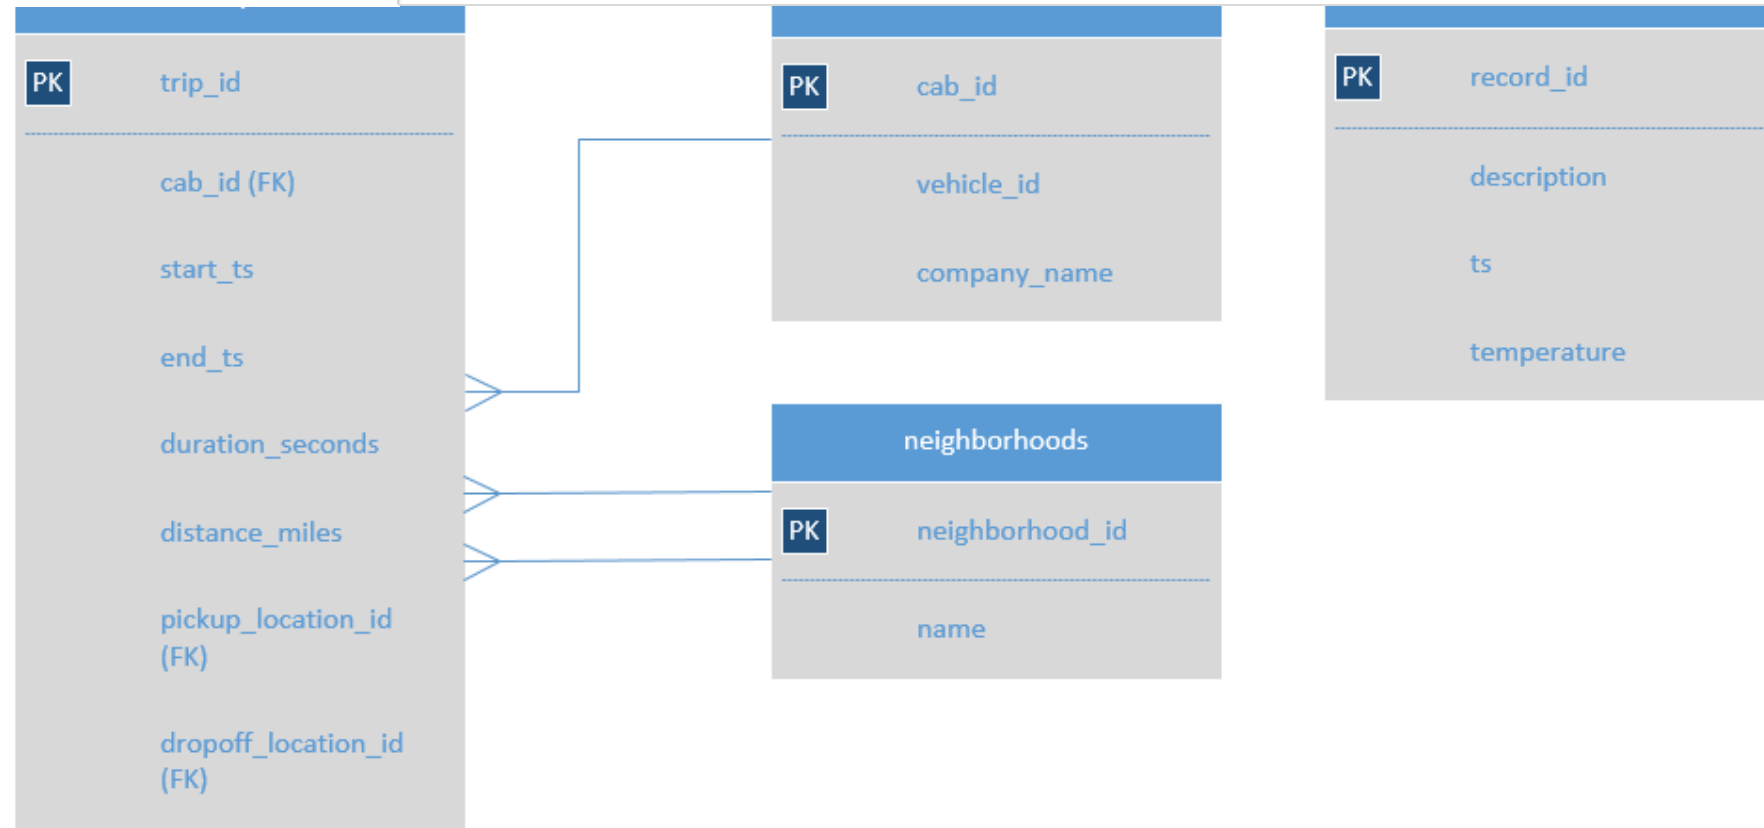 PK
trip_id
cab_id (FK)
start_ts
end_ts
duration_seconds
distance_miles
pickup_location_id
(FK)
dropoff_location_id
(FK)
PK
cab_id
vehicle_id
company_name
neighborhoods
PK
neighborhood_id
name
PK
record_id
description
ts
temperature